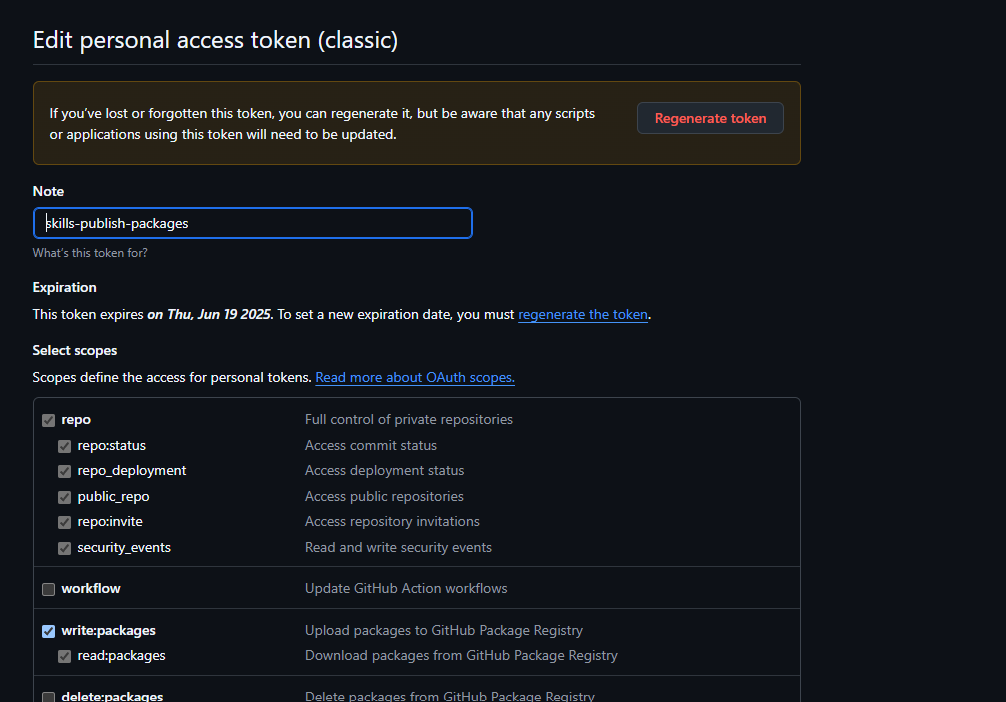 Edit personal access token (classic)
If you've lost or forgotten this token, you can regenerate it, but be aware that any scripts
or applications using this token will need to be updated.
Regenerate token
Note
skills-publish-packages
What's this token for?
Expiration
This token expires on Thu, Jun 19 2025. To set a new expiration date, you must regenerate the token.
Select scopes
Scopes define the access for personal tokens. Read more about OAuth scopes.
repo Full control of private repositories
repo:status Access commit status
repo_deployment Access deployment status
public_repo Access public repositories
repo:invite Access repository invitations
security_events Read and write security events
workflow Update GitHub Action workflows
write:packages Upload packages to GitHub Package Registry
read:packages Download packages from GitHub Package Registry
delete:packages Delete packages from GitHub Package Registry